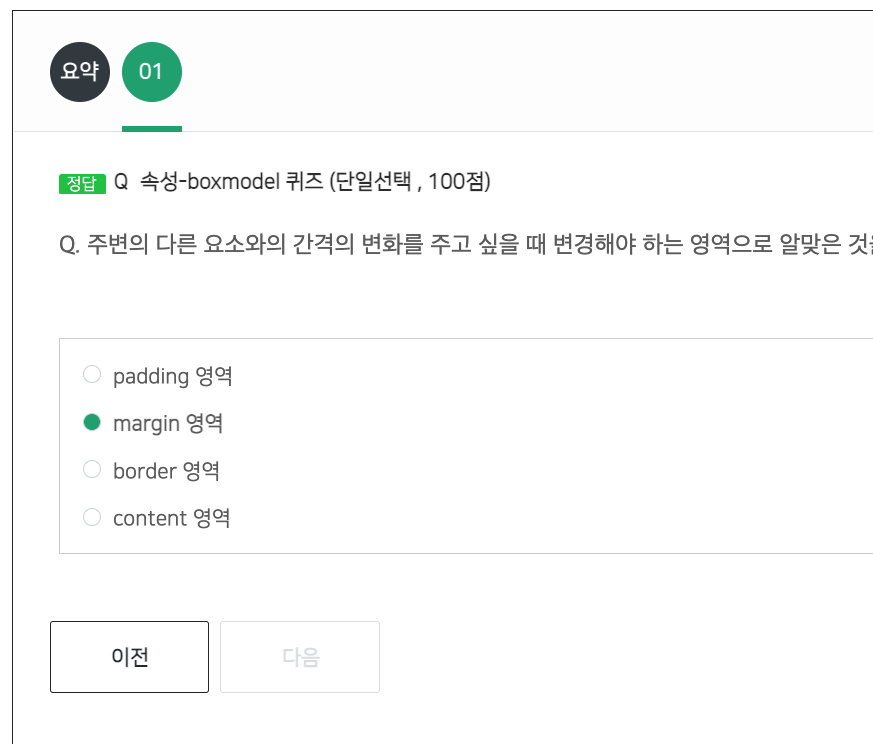 요약 01
정답 Q 속성-boxmodel 퀴즈 (단일선택 , 100점)
Q. 주변의 다른 요소와의 간격의 변화를 주고 싶을 때 변경해야 하는 영역으로 알맞은
padding 영역
margin 영역
border 영역
content 영역
이전 다음